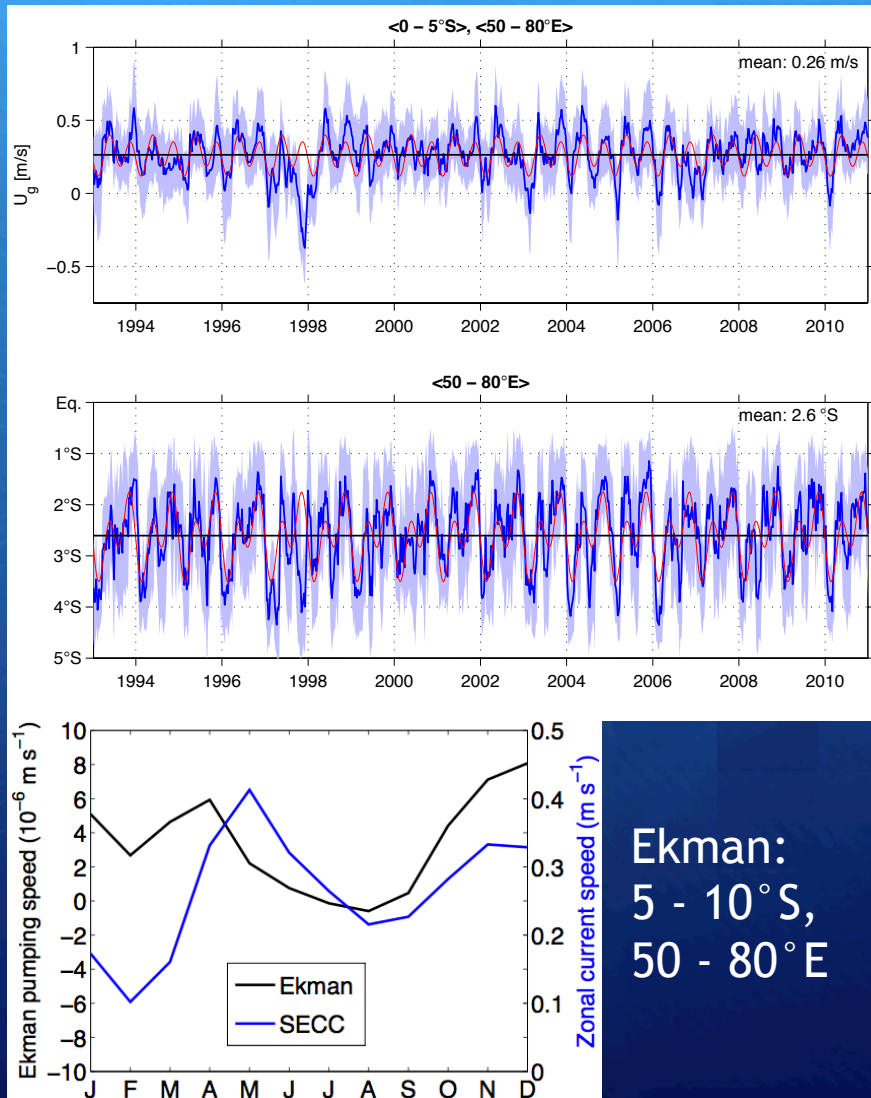 <0 – 5°S>, <50 – 80°E>
mean: 0.26 m/s
U_g [m/s]
1
0.5
0
−0.5
1994 1996 1998 2000 2002 2004 2006 2008 2010
<50 – 80°E>
mean: 2.6 °S
Eq.
1°S
2°S
3°S
4°S
5°S
1994 1996 1998 2000 2002 2004 2006 2008 2010
Ekman pumping speed (10⁻⁶ m s⁻¹)
10
8
6
4
2
0
−2
−4
−6
−8
−10
J F M A M J J A S O N D
Ekman
SECC
0.5
0.4
0.3
0.2
0.1
0
Zonal current speed (m s⁻¹)
Ekman:
5 - 10°S,
50 - 80°E